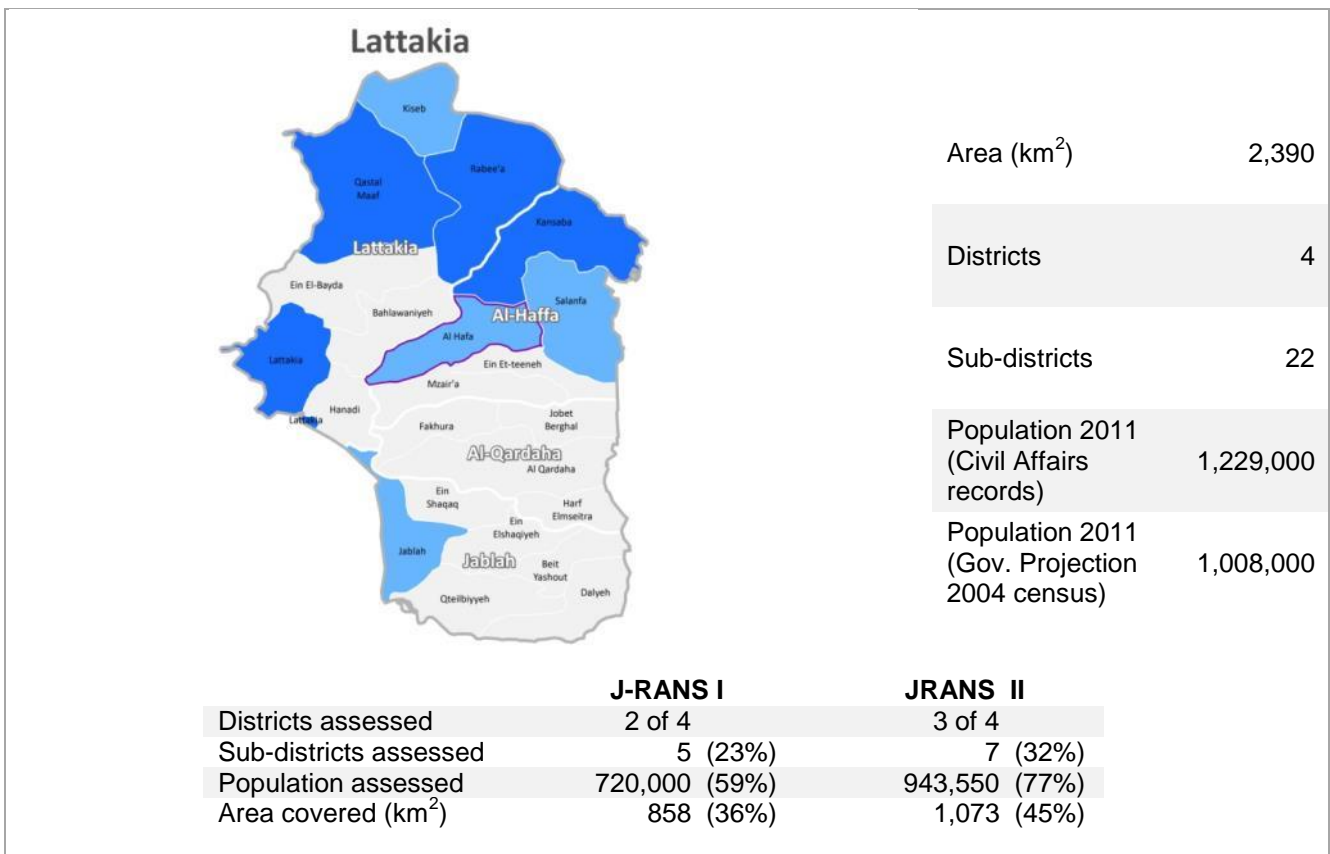 Lattakia
Kiseb
Rabee'a
Qastal
Maaf
Kansaba
Lattakia
Ein El-Bayda
Salanfa
Bahlawaniyeh
Al-Haffa
Al Hafa
Lattakia
Ein Et-teeneh
Mzair'a
Hanadi
Lattakia
Jobet
Berghal
Fakhura
Al-Qardaha
Al Qardaha
Ein
Shaqaq
Harf
Elmseitra
Ein
Elshaqiyeh
Jablah
Jablah
Beit
Yashout
Dalyeh
Qteilbiyyeh
Area (km2) 2,390
Districts 4
Sub-districts 22
Population 2011
(Civil Affairs 1,229,000
records)
Population 2011
(Gov. Projection 1,008,000
2004 census)
J-RANS I JRANS II
Districts assessed 2 of 4 3 of 4
Sub-districts assessed 5 (23%) 7 (32%)
Population assessed 720,000 (59%) 943,550 (77%)
Area covered (km2) 858 (36%) 1,073 (45%)